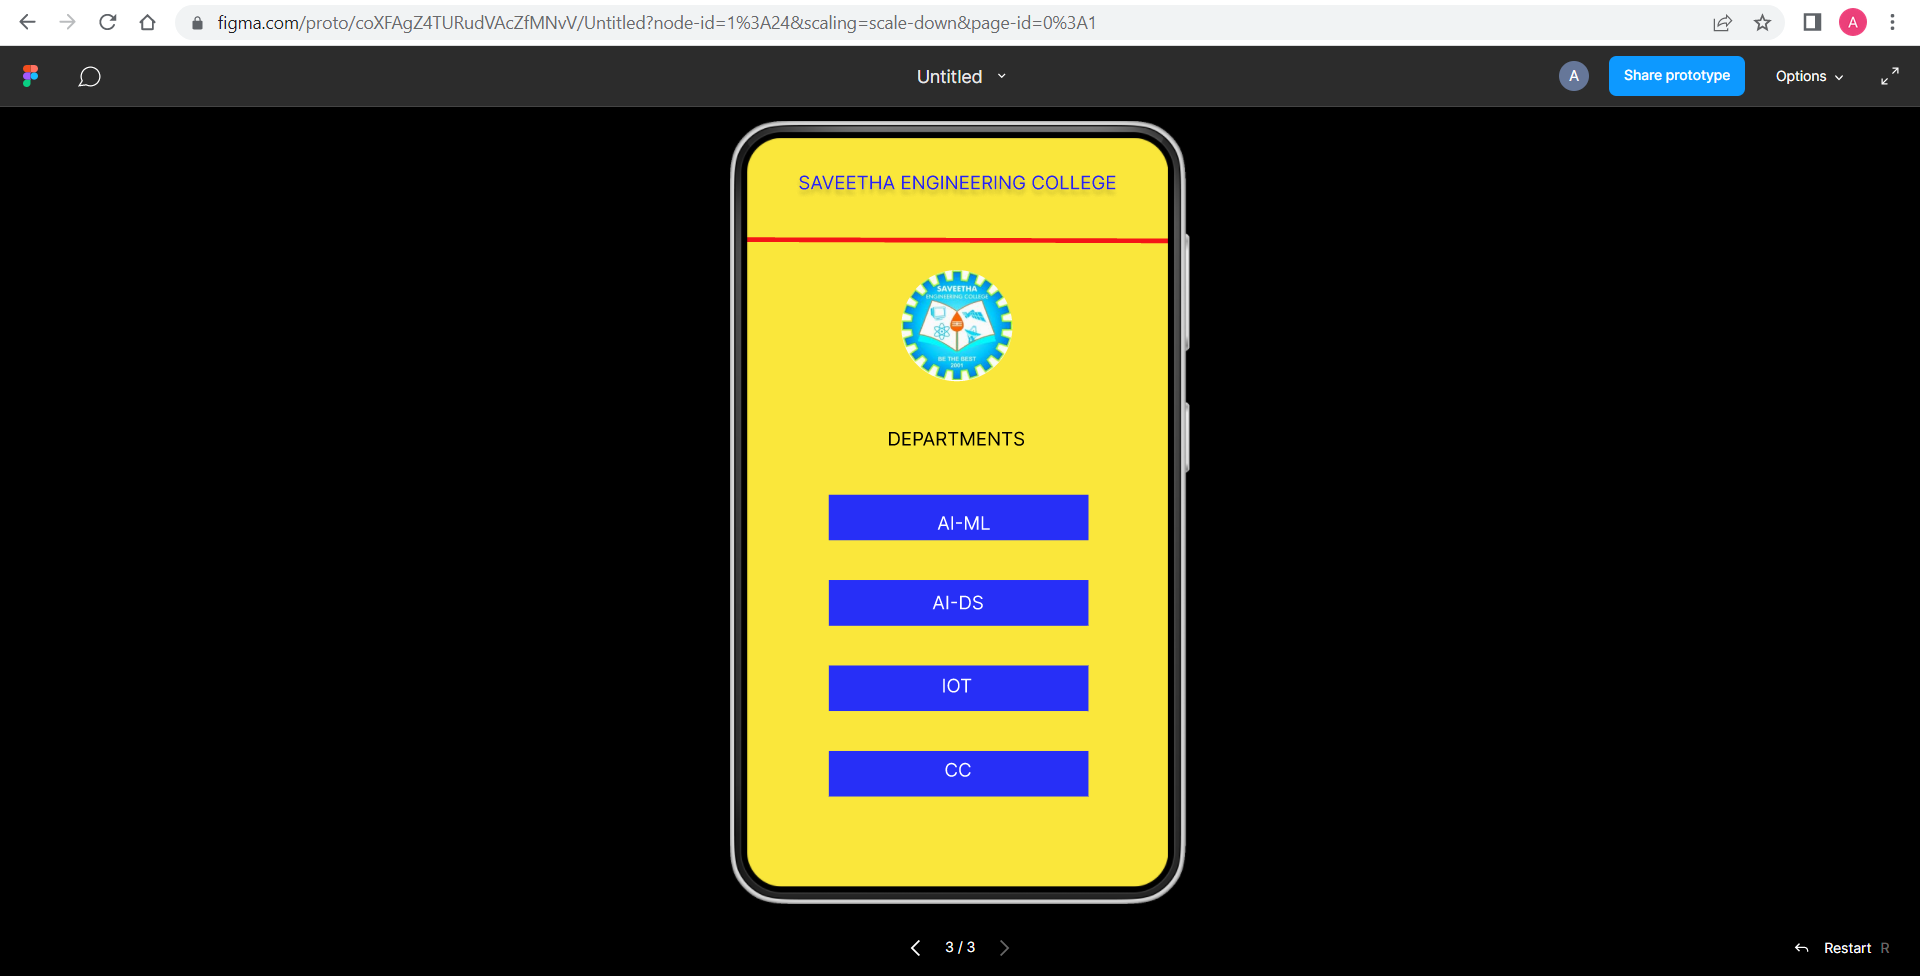 figma.com/proto/coXFAgZ4TURudVAcZfMNvV/Untitled?node-id=1%3A24&scaling=scale-down&page-id=0%3A1
A
Untitled
A
Share prototype
Options
SAVEETHA ENGINEERING COLLEGE
SAVEETHA
ENGINEERING COLLEGE
BE THE BEST
2001
DEPARTMENTS
AI-ML
AI-DS
IOT
CC
3 / 3
Restart R